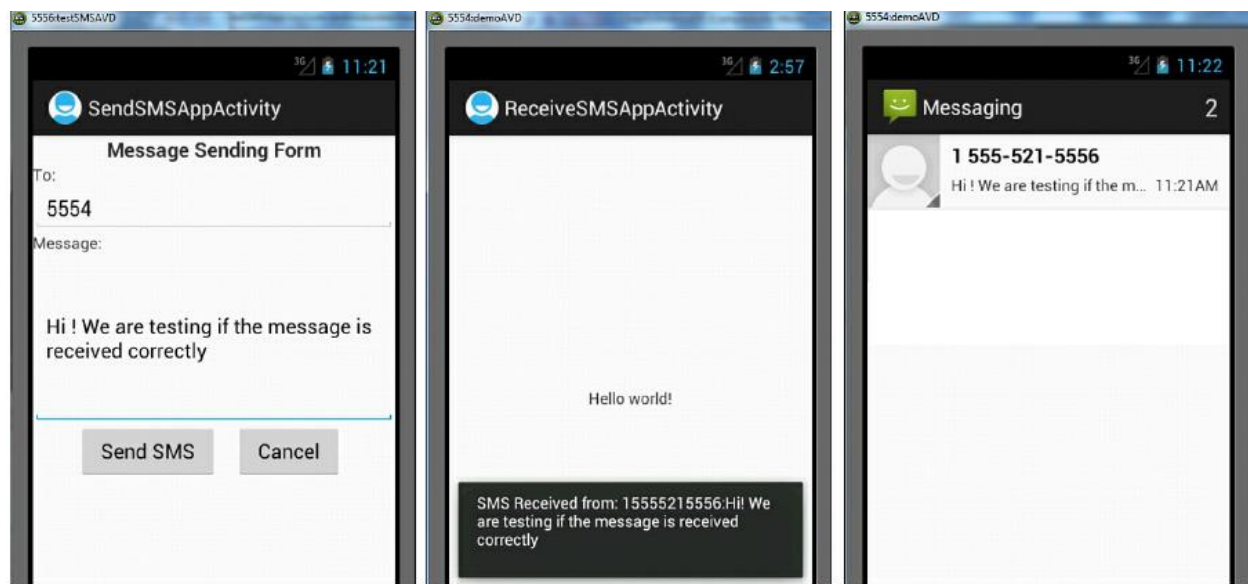 5556:testSMSAVD
3G 11:21
SendSMSAppActivity
Message Sending Form
To:
5554
Message:
Hi ! We are testing if the message is
received correctly
Send SMS Cancel
5554:demoAVD
3G 2:57
ReceiveSMSAppActivity
Hello world!
SMS Received from: 15555215556:Hi! We
are testing if the message is received
correctly
5554:demoAVD
3G 11:22
Messaging 2
1 555-521-5556
Hi ! We are testing if the m... 11:21AM